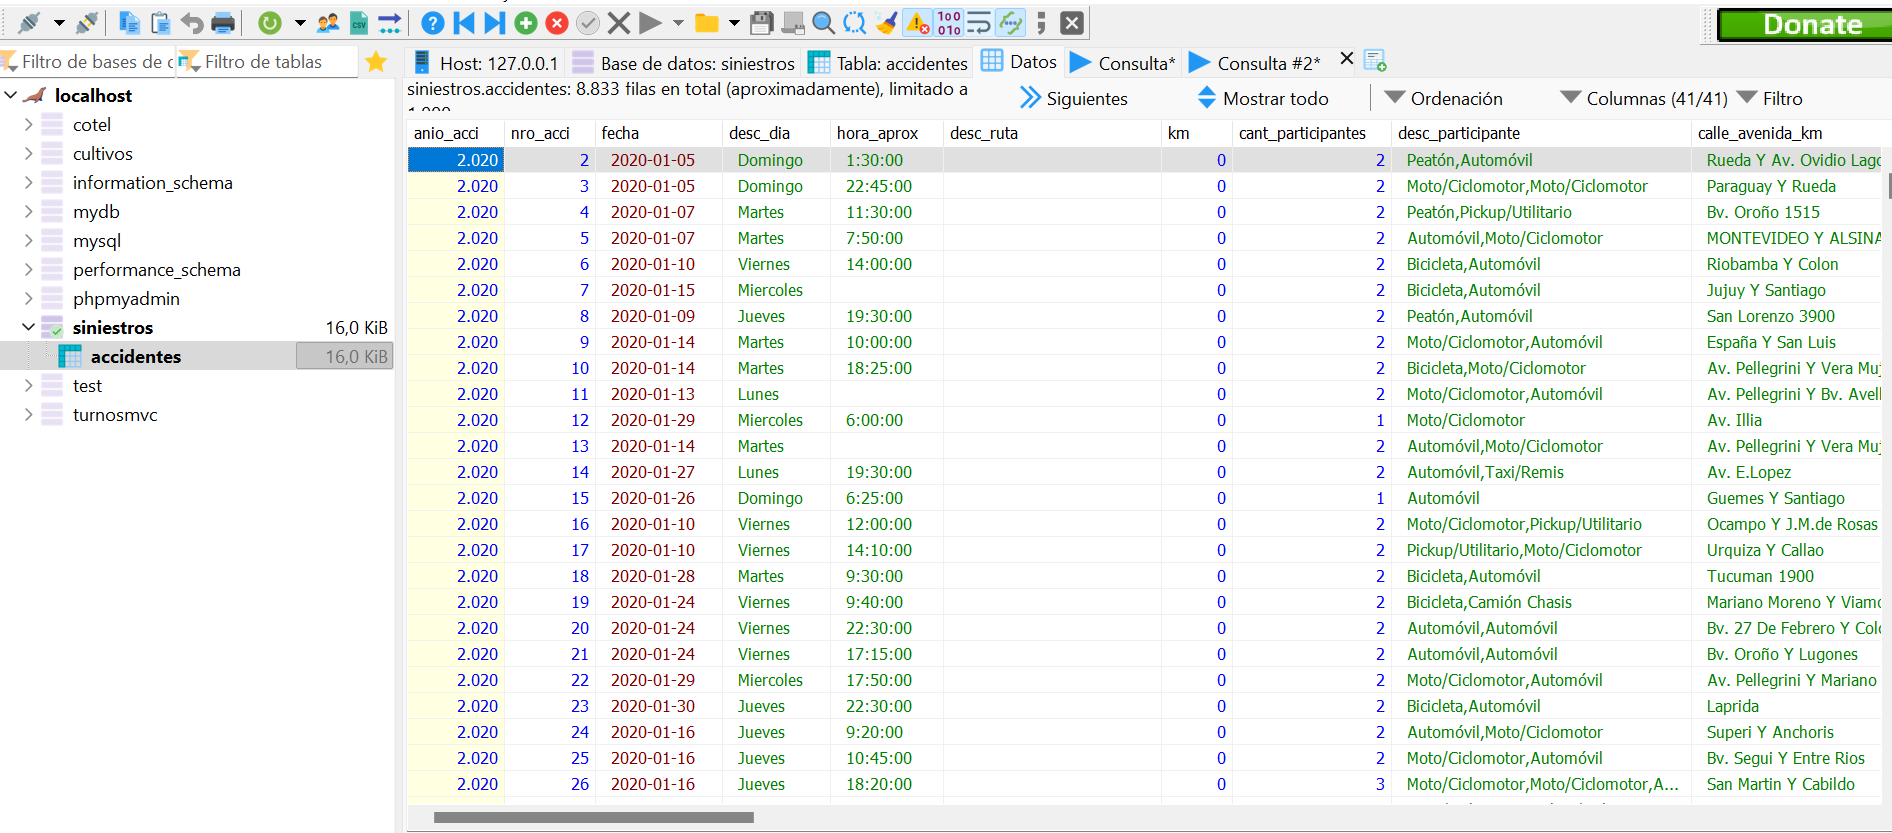 Donate
Filtro de bases de d Filtro de tablas
Host: 127.0.0.1 Base de datos: siniestros Tabla: accidentes Datos Consulta* Consulta #2*
siniestros.accidentes: 8.833 filas en total (aproximadamente), limitado a
Siguientes Mostrar todo Ordenación Columnas (41/41) Filtro
localhost
cotel
cultivos
information_schema
mydb
mysql
performance_schema
phpmyadmin
siniestros 16,0 KiB
accidentes 16,0 KiB
test
turnosmvc
anio_acci nro_acci fecha desc_dia hora_aprox desc_ruta km cant_participantes desc_participante calle_avenida_km
2.020 2 2020-01-05 Domingo 1:30:00 0 2 Peatón,Automóvil Rueda Y Av. Ovidio Lago
2.020 3 2020-01-05 Domingo 22:45:00 0 2 Moto/Ciclomotor,Moto/Ciclomotor Paraguay Y Rueda
2.020 4 2020-01-07 Martes 11:30:00 0 2 Peatón,Pickup/Utilitario Bv. Oroño 1515
2.020 5 2020-01-07 Martes 7:50:00 0 2 Automóvil,Moto/Ciclomotor MONTEVIDEO Y ALSINA
2.020 6 2020-01-10 Viernes 14:00:00 0 2 Bicicleta,Automóvil Riobamba Y Colon
2.020 7 2020-01-15 Miercoles 0 2 Bicicleta,Automóvil Jujuy Y Santiago
2.020 8 2020-01-09 Jueves 19:30:00 0 2 Peatón,Automóvil San Lorenzo 3900
2.020 9 2020-01-14 Martes 10:00:00 0 2 Moto/Ciclomotor,Automóvil España Y San Luis
2.020 10 2020-01-14 Martes 18:25:00 0 2 Bicicleta,Moto/Ciclomotor Av. Pellegrini Y Vera Muj
2.020 11 2020-01-13 Lunes 0 2 Moto/Ciclomotor,Automóvil Av. Pellegrini Y Bv. Avell
2.020 12 2020-01-29 Miercoles 6:00:00 0 1 Moto/Ciclomotor Av. Illia
2.020 13 2020-01-14 Martes 0 2 Automóvil,Moto/Ciclomotor Av. Pellegrini Y Vera Muj
2.020 14 2020-01-27 Lunes 19:30:00 0 2 Automóvil,Taxi/Remis Av. E.Lopez
2.020 15 2020-01-26 Domingo 6:25:00 0 1 Automóvil Guemes Y Santiago
2.020 16 2020-01-10 Viernes 12:00:00 0 2 Moto/Ciclomotor,Pickup/Utilitario Ocampo Y J.M.de Rosas
2.020 17 2020-01-10 Viernes 14:10:00 0 2 Pickup/Utilitario,Moto/Ciclomotor Urquiza Y Callao
2.020 18 2020-01-28 Martes 9:30:00 0 2 Bicicleta,Automóvil Tucuman 1900
2.020 19 2020-01-24 Viernes 9:40:00 0 2 Bicicleta,Camión Chasis Mariano Moreno Y Viamo
2.020 20 2020-01-24 Viernes 22:30:00 0 2 Automóvil,Automóvil Bv. 27 De Febrero Y Colo
2.020 21 2020-01-24 Viernes 17:15:00 0 2 Automóvil,Automóvil Bv. Oroño Y Lugones
2.020 22 2020-01-29 Miercoles 17:50:00 0 2 Moto/Ciclomotor,Automóvil Av. Pellegrini Y Mariano
2.020 23 2020-01-30 Jueves 22:30:00 0 2 Bicicleta,Automóvil Laprida
2.020 24 2020-01-16 Jueves 9:20:00 0 2 Automóvil,Moto/Ciclomotor Superi Y Anchoris
2.020 25 2020-01-16 Jueves 10:45:00 0 2 Moto/Ciclomotor,Automóvil Bv. Segui Y Entre Rios
2.020 26 2020-01-16 Jueves 18:20:00 0 3 Moto/Ciclomotor,Moto/Ciclomotor,A... San Martin Y Cabildo